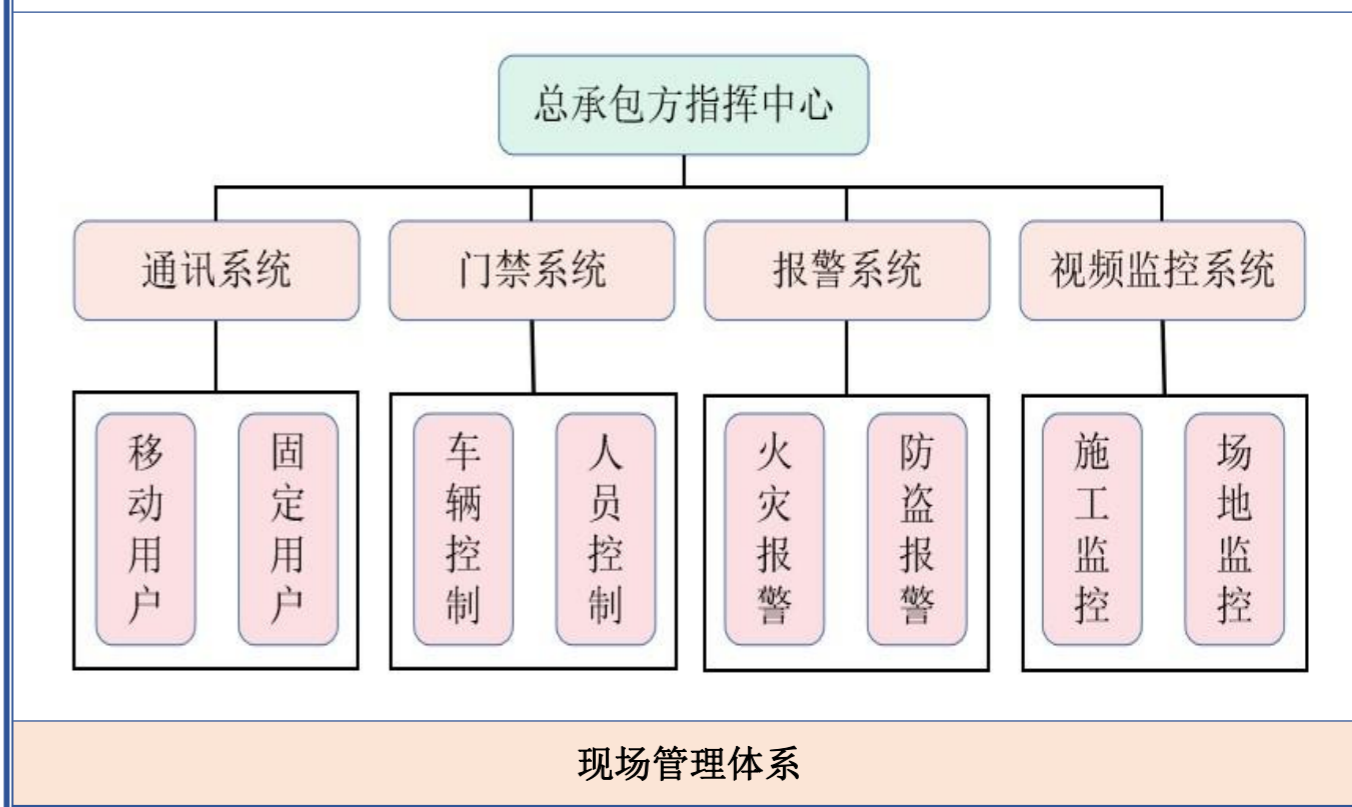 总承包方指挥中心
通讯系统
门禁系统
报警系统
视频监控系统
移动用户
固定用户
车辆控制
人员控制
火灾报警
防盗报警
施工监控
场地监控
现场管理体系